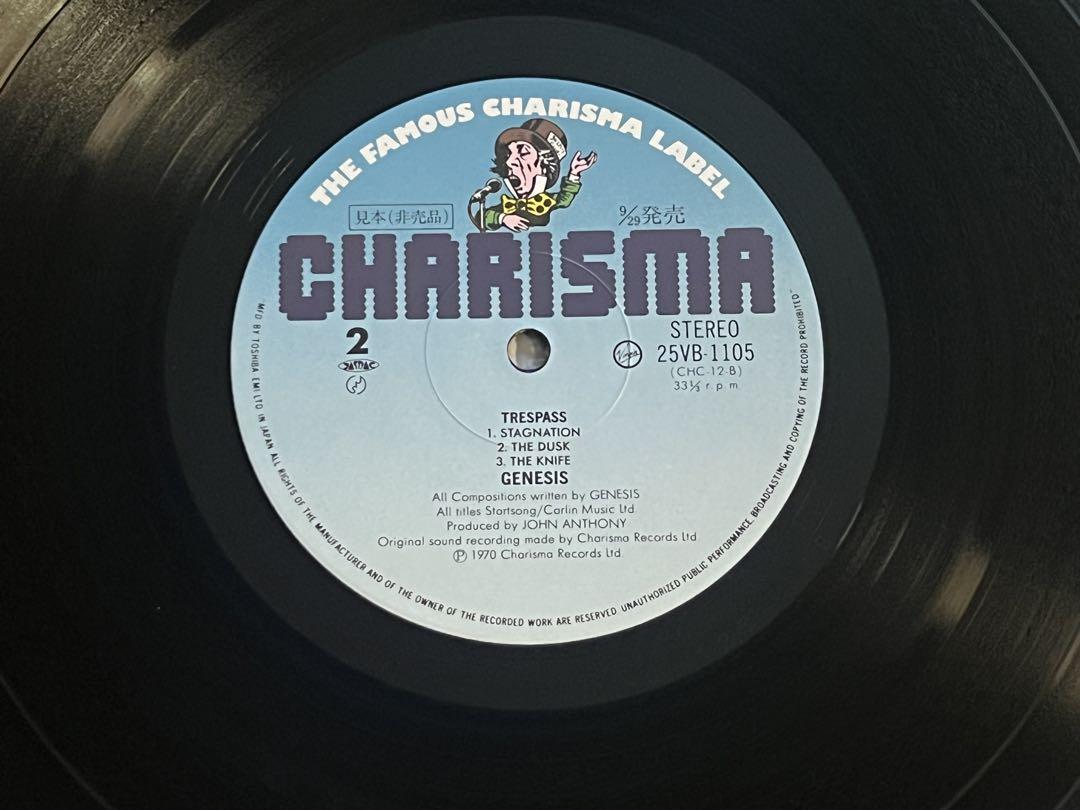 THE FAMOUS CHARISMA LABEL
見本(非売品)
9/29発売
CHARISMA
2
JASRAC
Virgin
STEREO
25VB-1105
(CHC-12-B)
33⅓ r.p.m.
TRESPASS
1. STAGNATION
2. THE DUSK
3. THE KNIFE
GENESIS
All Compositions written by GENESIS
All titles Startsong/Carlin Music Ltd.
Produced by JOHN ANTHONY
Original sound recording made by Charisma Records Ltd.
Ⓟ 1970 Charisma Records Ltd.
MFD BY TOSHIBA EMI LTD IN JAPAN ALL RIGHTS OF THE MANUFACTURER AND OF THE OWNER OF THE RECORDED WORK ARE RESERVED UNAUTHORIZED PUBLIC PERFORMANCE, BROADCASTING AND COPYING OF THE RECORD PROHIBITED